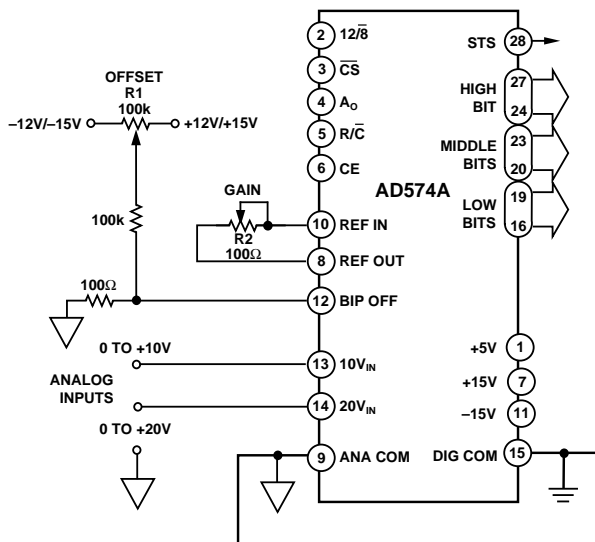 OFFSET
R1
100k
–12V/–15V
+12V/+15V
100k
100Ω
GAIN
R2
100Ω
0 TO +10V
ANALOG
INPUTS
0 TO +20V
AD574A
2 12/8̅
3 C̅S̅
4 A₀
5 R/C̅
6 CE
10 REF IN
8 REF OUT
12 BIP OFF
13 10VIN
14 20VIN
9 ANA COM
STS 28
27
HIGH
BIT
24
23
MIDDLE
BITS
20
19
LOW
BITS
16
+5V 1
+15V 7
–15V 11
DIG COM 15